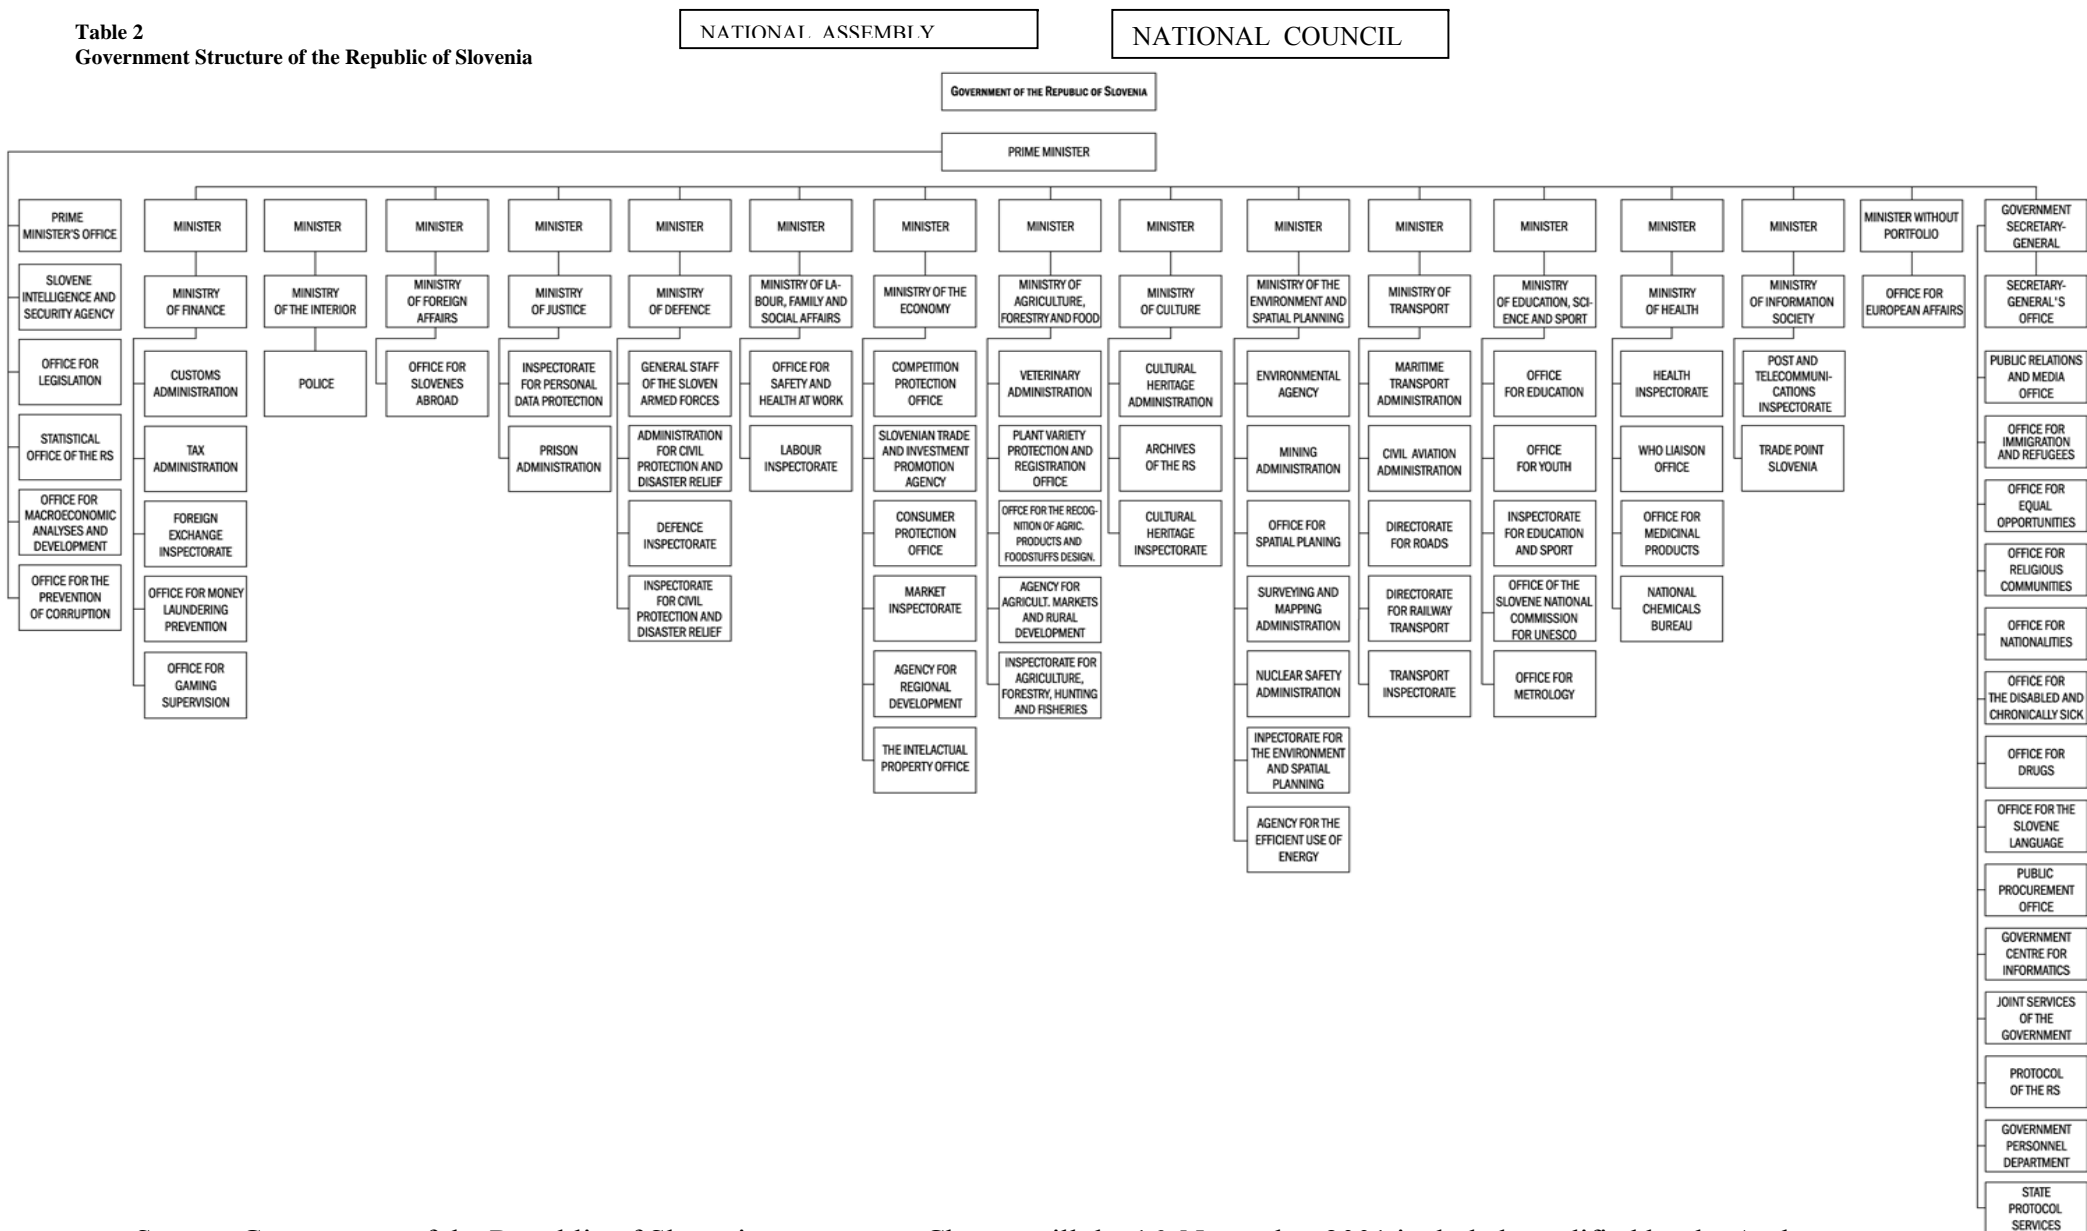 Table 2
Government Structure of the Republic of Slovenia
NATIONAL ASSEMBLY
NATIONAL COUNCIL
GOVERNMENT OF THE REPUBLIC OF SLOVENIA
PRIME MINISTER
PRIME
MINISTER'S OFFICE
SLOVENE
INTELLIGENCE AND
SECURITY AGENCY
OFFICE FOR
LEGISLATION
STATISTICAL
OFFICE OF THE RS
OFFICE FOR
MACROECONOMIC
ANALYSES AND
DEVELOPMENT
OFFICE FOR THE
PREVENTION
OF CORRUPTION
MINISTER
MINISTRY
OF FINANCE
CUSTOMS
ADMINISTRATION
TAX
ADMINISTRATION
FOREIGN
EXCHANGE
INSPECTORATE
OFFICE FOR MONEY
LAUNDERING
PREVENTION
OFFICE FOR
GAMING
SUPERVISION
MINISTER
MINISTRY
OF THE INTERIOR
POLICE
MINISTER
MINISTRY
OF FOREIGN
AFFAIRS
OFFICE FOR
SLOVENES
ABROAD
MINISTER
MINISTRY
OF JUSTICE
INSPECTORATE
FOR PERSONAL
DATA PROTECTION
PRISON
ADMINISTRATION
MINISTER
MINISTRY
OF DEFENCE
GENERAL STAFF
OF THE SLOVEN
ARMED FORCES
ADMINISTRATION
FOR CIVIL
PROTECTION AND
DISASTER RELIEF
DEFENCE
INSPECTORATE
INSPECTORATE
FOR CIVIL
PROTECTION AND
DISASTER RELIEF
MINISTER
MINISTRY OF LA-
BOUR, FAMILY AND
SOCIAL AFFAIRS
OFFICE FOR
SAFETY AND
HEALTH AT WORK
LABOUR
INSPECTORATE
MINISTER
MINISTRY OF THE
ECONOMY
COMPETITION
PROTECTION
OFFICE
SLOVENIAN TRADE
AND INVESTMENT
PROMOTION
AGENCY
CONSUMER
PROTECTION
OFFICE
MARKET
INSPECTORATE
AGENCY FOR
REGIONAL
DEVELOPMENT
THE INTELACTUAL
PROPERTY OFFICE
MINISTER
MINISTRY OF
AGRICULTURE,
FORESTRY AND FOOD
VETERINARY
ADMINISTRATION
PLANT VARIETY
PROTECTION AND
REGISTRATION
OFFICE
OFFCE FOR THE RECOG-
NITION OF AGRIC.
PRODUCTS AND
FOODSTUFFS DESIGN.
AGENCY FOR
AGRICULT. MARKETS
AND RURAL
DEVELOPMENT
INSPECTORATE FOR
AGRICULTURE,
FORESTRY, HUNTING
AND FISHERIES
MINISTER
MINISTRY
OF CULTURE
CULTURAL
HERITAGE
ADMINISTRATION
ARCHIVES
OF THE RS
CULTURAL
HERITAGE
INSPECTORATE
MINISTER
MINISTRY OF THE
ENVIRONMENT AND
SPATIAL PLANNING
ENVIRONMENTAL
AGENCY
MINING
ADMINISTRATION
OFFICE FOR
SPATIAL PLANING
SURVEYING AND
MAPPING
ADMINISTRATION
NUCLEAR SAFETY
ADMINISTRATION
INPECTORATE FOR
THE ENVIRONMENT
AND SPATIAL
PLANNING
AGENCY FOR THE
EFFICIENT USE OF
ENERGY
MINISTER
MINISTRY OF
TRANSPORT
MARITIME
TRANSPORT
ADMINISTRATION
CIVIL AVIATION
ADMINISTRATION
DIRECTORATE
FOR ROADS
DIRECTORATE
FOR RAILWAY
TRANSPORT
TRANSPORT
INSPECTORATE
MINISTER
MINISTRY
OF EDUCATION, SCI-
ENCE AND SPORT
OFFICE
FOR EDUCATION
OFFICE
FOR YOUTH
INSPECTORATE
FOR EDUCATION
AND SPORT
OFFICE OF THE
SLOVENE NATIONAL
COMMISSION
FOR UNESCO
OFFICE FOR
METROLOGY
MINISTER
MINISTRY
OF HEALTH
HEALTH
INSPECTORATE
WHO LIAISON
OFFICE
OFFICE FOR
MEDICINAL
PRODUCTS
NATIONAL
CHEMICALS
BUREAU
MINISTER
MINISTRY
OF INFORMATION
SOCIETY
POST AND
TELECOMMUNI-
CATIONS
INSPECTORATE
TRADE POINT
SLOVENIA
MINISTER WITHOUT
PORTFOLIO
OFFICE FOR
EUROPEAN AFFAIRS
GOVERNMENT
SECRETARY-
GENERAL
SECRETARY-
GENERAL'S
OFFICE
PUBLIC RELATIONS
AND MEDIA
OFFICE
OFFICE FOR
IMMIGRATION
AND REFUGEES
OFFICE FOR
EQUAL
OPPORTUNITIES
OFFICE FOR
RELIGIOUS
COMMUNITIES
OFFICE FOR
NATIONALITIES
OFFICE FOR
THE DISABLED AND
CHRONICALLY SICK
OFFICE FOR
DRUGS
OFFICE FOR THE
SLOVENE
LANGUAGE
PUBLIC
PROCUREMENT
OFFICE
GOVERNMENT
CENTRE FOR
INFORMATICS
JOINT SERVICES
OF THE
GOVERNMENT
PROTOCOL
OF THE RS
GOVERNMENT
PERSONNEL
DEPARTMENT
STATE
PROTOCOL
SERVICES